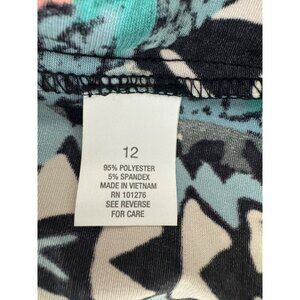 12
95% POLYESTER
5% SPANDEX
MADE IN VIETNAM
RN 101276
SEE REVERSE
FOR CARE